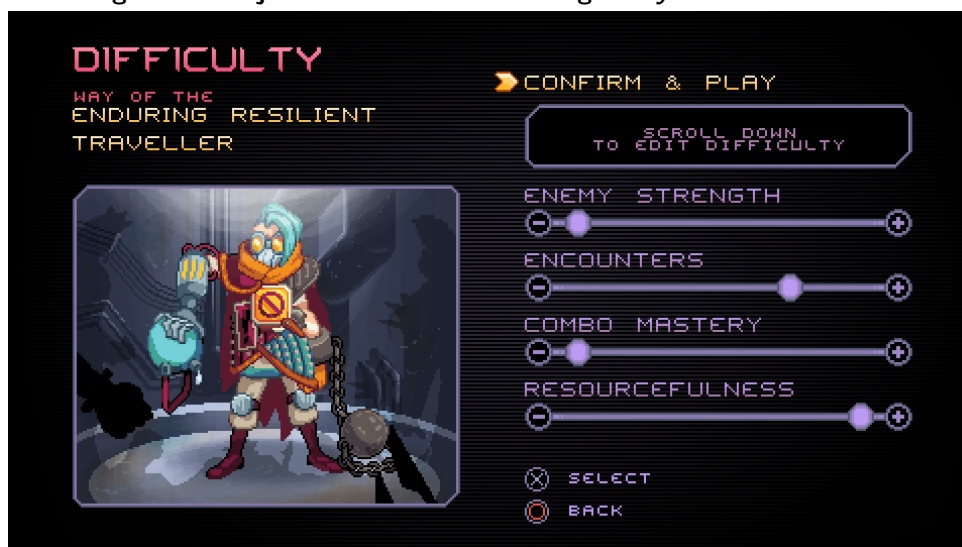 DIFFICULTY
WAY OF THE
ENDURING RESILIENT
TRAVELLER
CONFIRM & PLAY
SCROLL DOWN
TO EDIT DIFFICULTY
ENEMY STRENGTH
ENCOUNTERS
COMBO MASTERY
RESOURCEFULNESS
SELECT
BACK